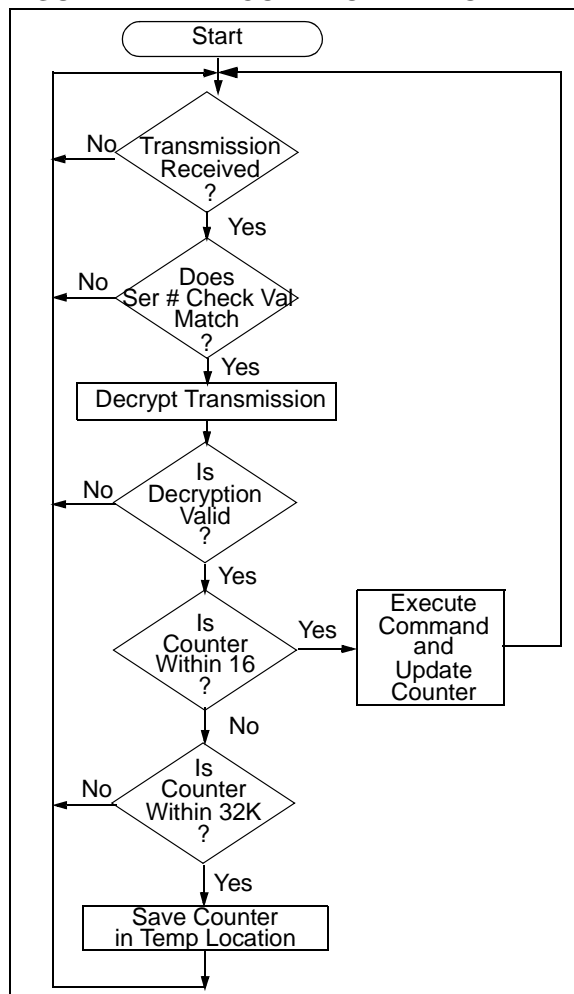 Start
No
Transmission
Received
?
Yes
No
Does
Ser # Check Val
Match
?
Yes
Decrypt Transmission
No
Is
Decryption
Valid
?
Yes
Is
Counter
Within 16
?
Yes
Execute
Command
and
Update
Counter
No
No
Is
Counter
Within 32K
?
Yes
Save Counter
in Temp Location